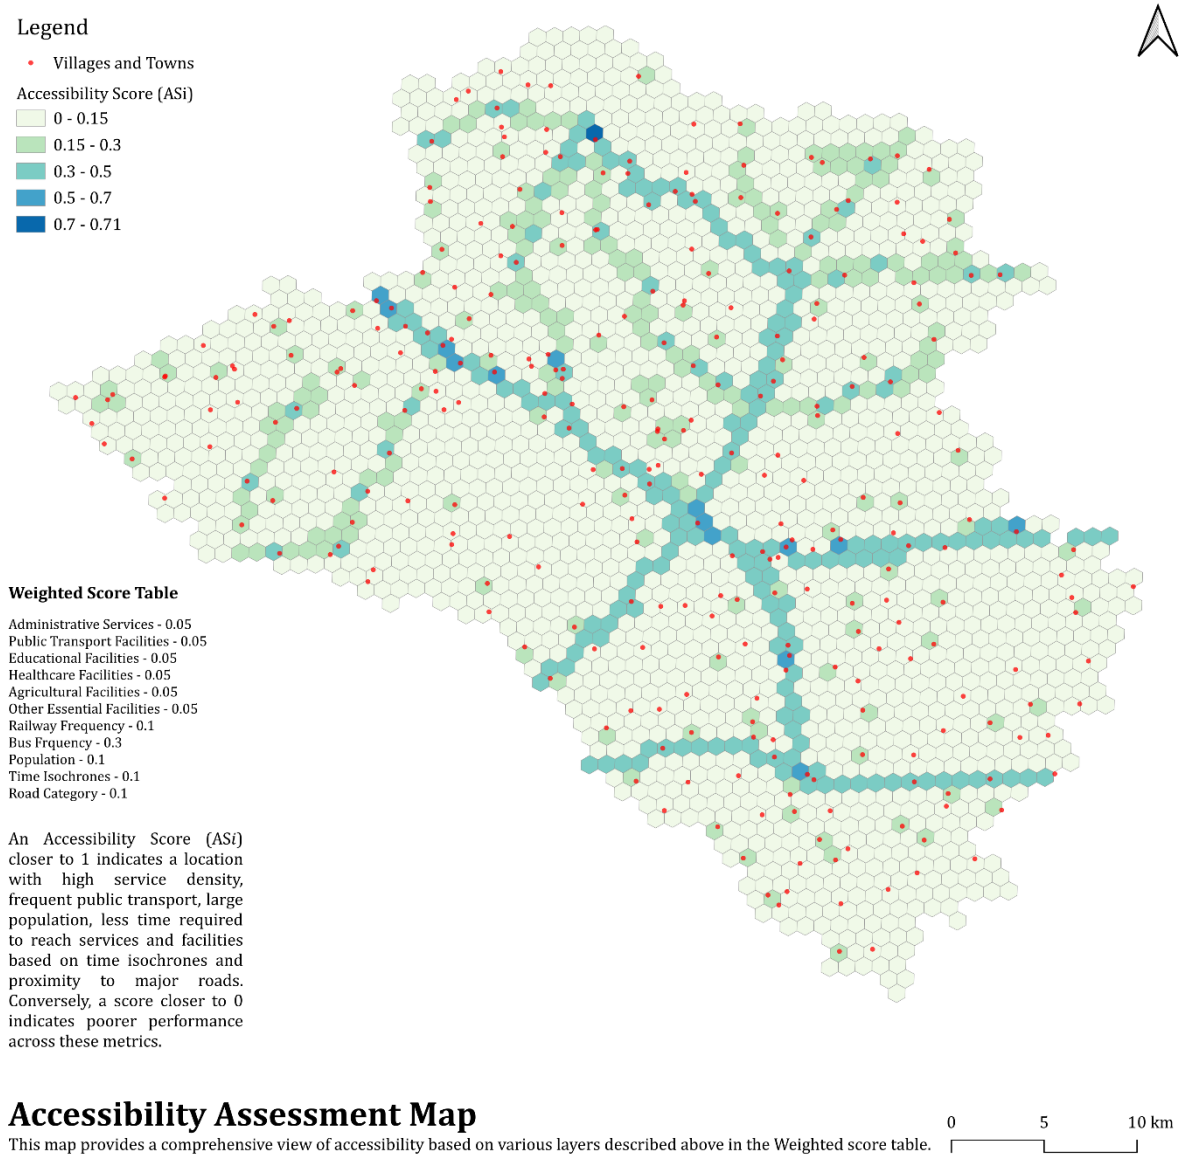 Legend
Villages and Towns
Accessibility Score (ASi)
0 - 0.15
0.15 - 0.3
0.3 - 0.5
0.5 - 0.7
0.7 - 0.71
Weighted Score Table
Administrative Services - 0.05
Public Transport Facilities - 0.05
Educational Facilities - 0.05
Healthcare Facilities - 0.05
Agricultural Facilities - 0.05
Other Essential Facilities - 0.05
Railway Frequency - 0.1
Bus Frquency - 0.3
Population - 0.1
Time Isochrones - 0.1
Road Category - 0.1
An Accessibility Score (ASi)
closer to 1 indicates a location
with high service density,
frequent public transport, large
population, less time required
to reach services and facilities
based on time isochrones and
proximity to major roads.
Conversely, a score closer to 0
indicates poorer performance
across these metrics.
Accessibility Assessment Map
This map provides a comprehensive view of accessibility based on various layers described above in the Weighted score table.
0 5 10 km